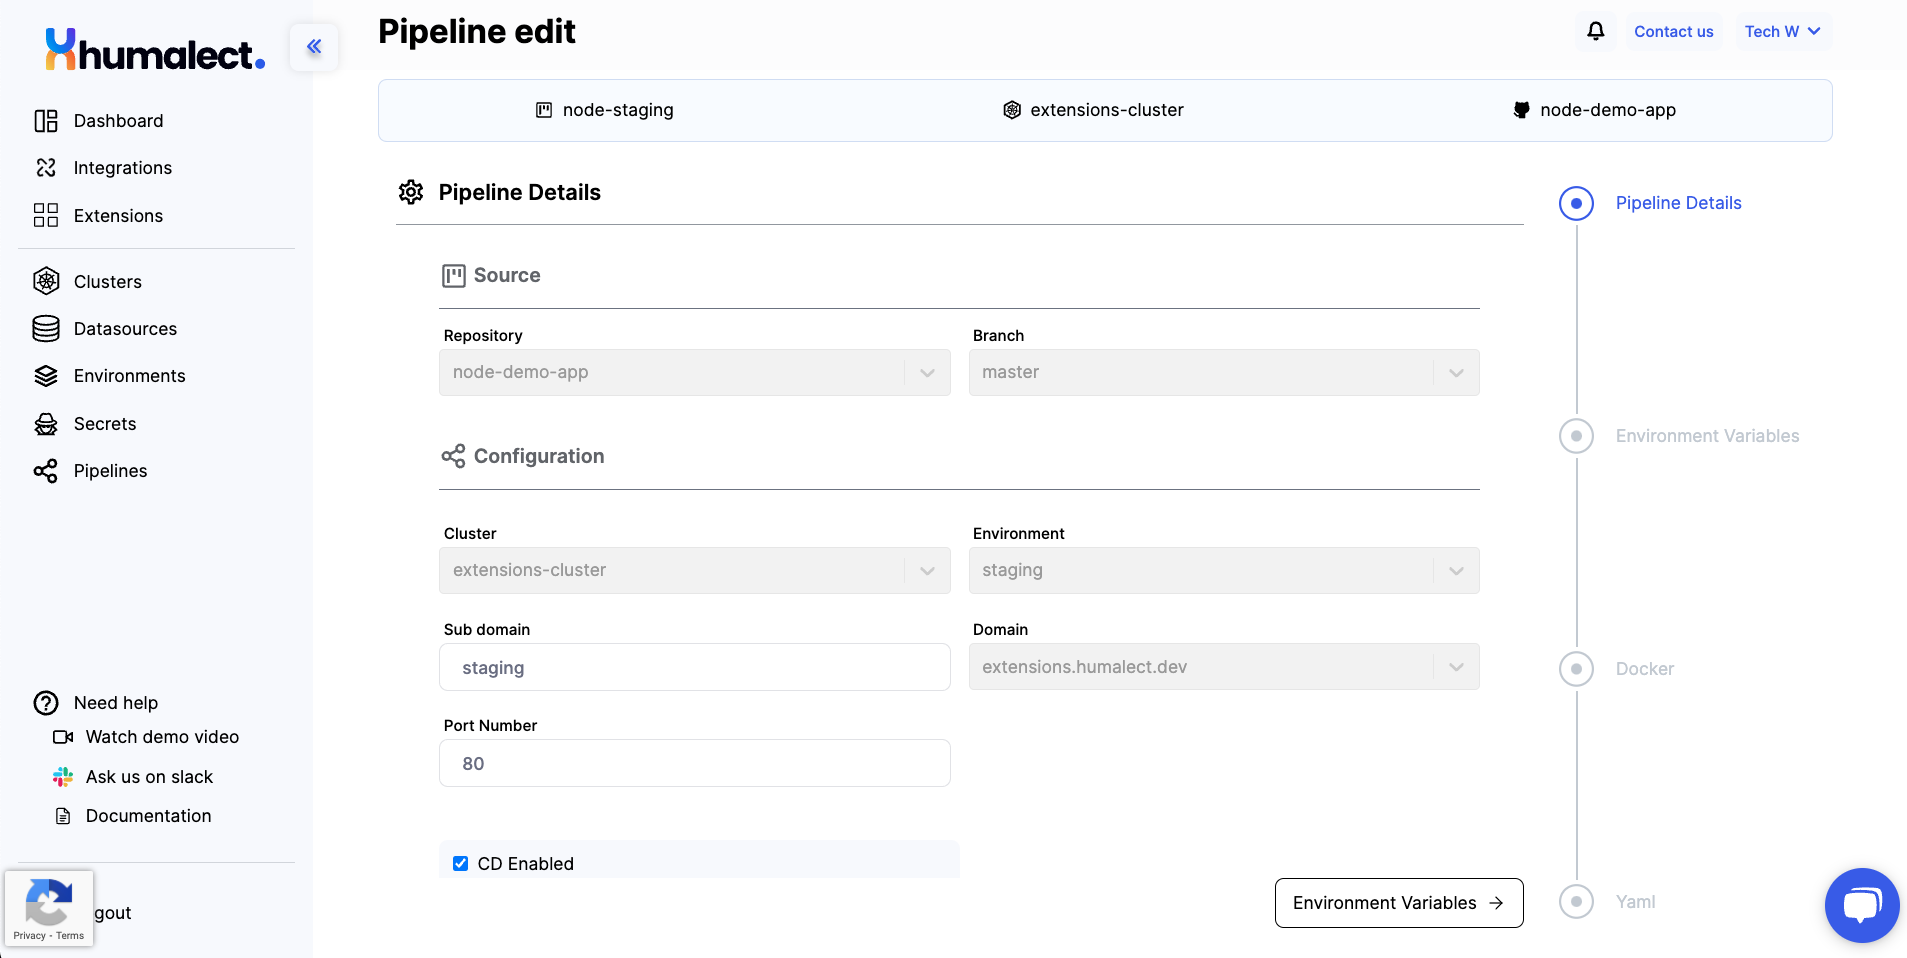 humalect.
Dashboard
Integrations
Extensions
Clusters
Datasources
Environments
Secrets
Pipelines
Need help
Watch demo video
Ask us on slack
Documentation
gout
Privacy - Terms
Pipeline edit
Contact us
Tech W
node-staging
extensions-cluster
node-demo-app
Pipeline Details
Source
Repository
Branch
node-demo-app
master
Configuration
Cluster
Environment
extensions-cluster
staging
Sub domain
Domain
staging
extensions.humalect.dev
Port Number
80
CD Enabled
Environment Variables
Pipeline Details
Environment Variables
Docker
Yaml